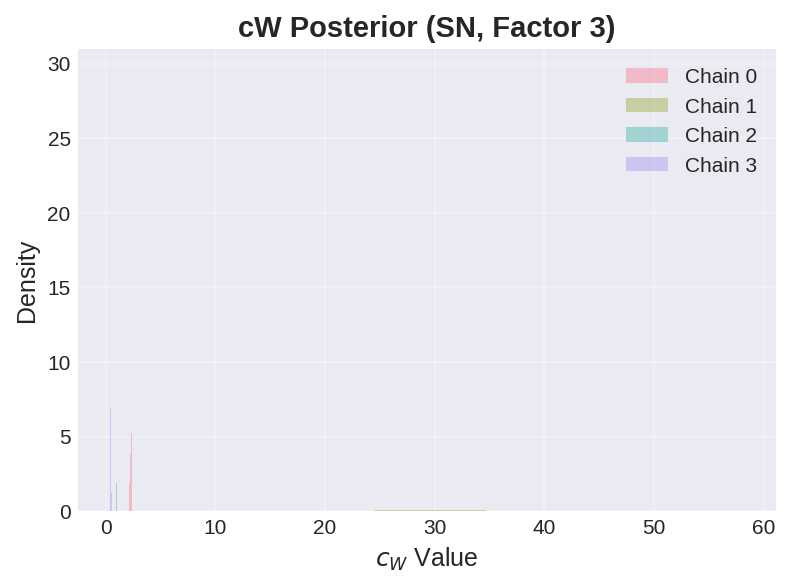 cW Posterior (SN, Factor 3)
30
25
20
15
10
5
0
Density
Chain 0
Chain 1
Chain 2
Chain 3
0 10 20 30 40 50 60
c_W Value